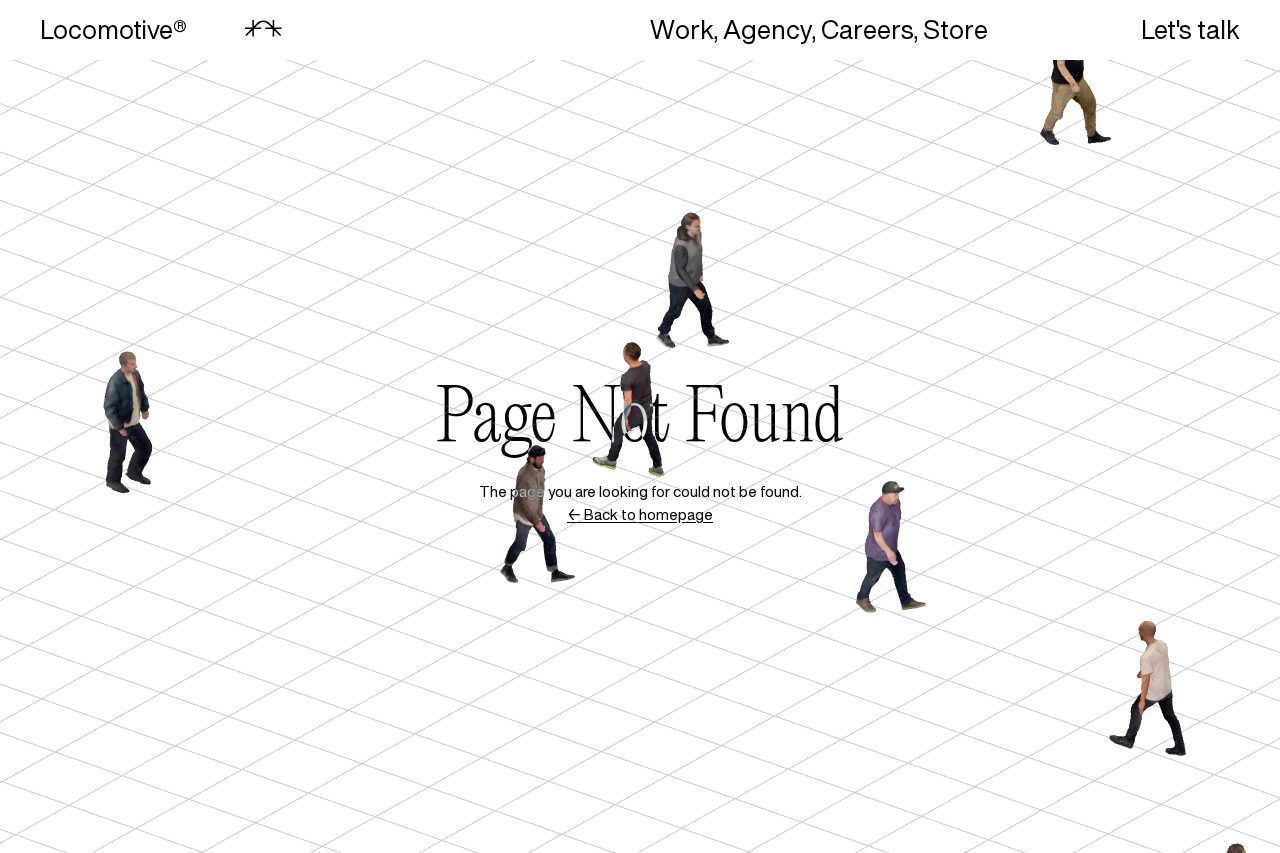 Locomotive®
Work, Agency, Careers, Store
Let's talk
Page Not Found
The page you are looking for could not be found.
← Back to homepage